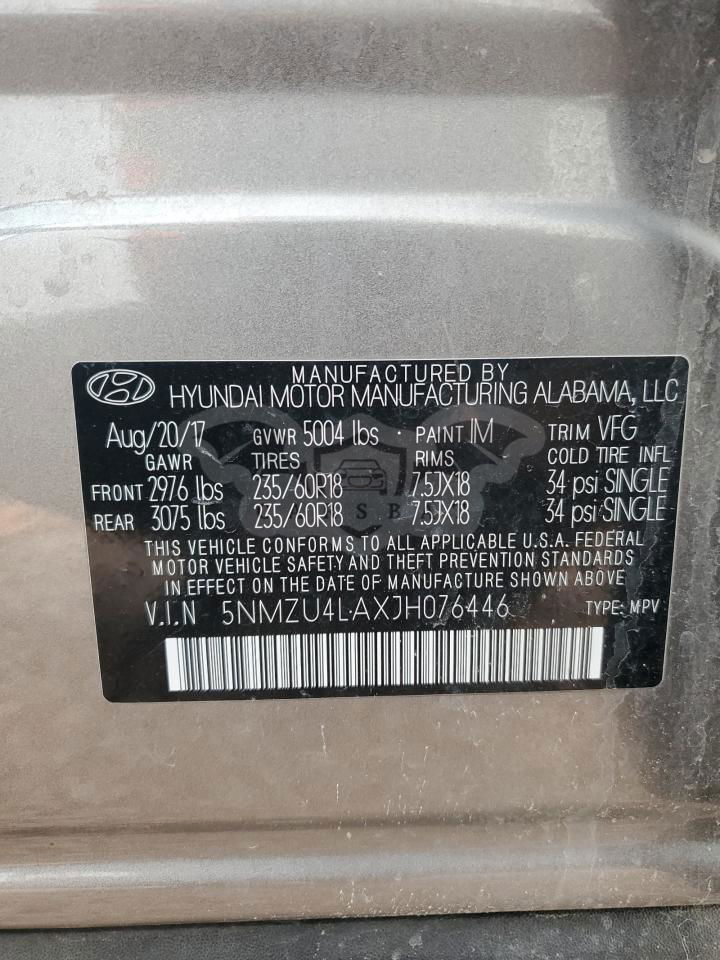 MANUFACTURED BY
HYUNDAI MOTOR MANUFACTURING ALABAMA, LLC
Aug/20/17 GVWR 5004 lbs · PAINT IM · TRIM VFG
GAWR TIRES RIMS COLD TIRE INFL
FRONT 2976 lbs 235/60R18 7.5JX18 34 psi SINGLE
REAR 3075 lbs 235/60R18 7.5JX18 34 psi SINGLE
THIS VEHICLE CONFORMS TO ALL APPLICABLE U.S.A. FEDERAL
MOTOR VEHICLE SAFETY AND THEFT PREVENTION STANDARDS
IN EFFECT ON THE DATE OF MANUFACTURE SHOWN ABOVE
V.I.N 5NMZU4LAXJH076446 TYPE: MPV